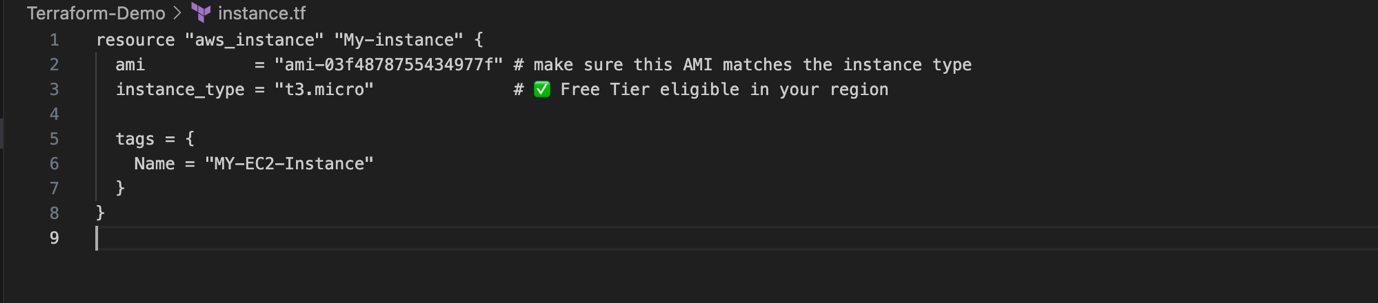 Terraform-Demo > instance.tf
1 resource "aws_instance" "My-instance" {
2   ami           = "ami-03f4878755434977f" # make sure this AMI matches the instance type
3   instance_type = "t3.micro"              # ✅ Free Tier eligible in your region
4
5   tags = {
6     Name = "MY-EC2-Instance"
7   }
8 }
9